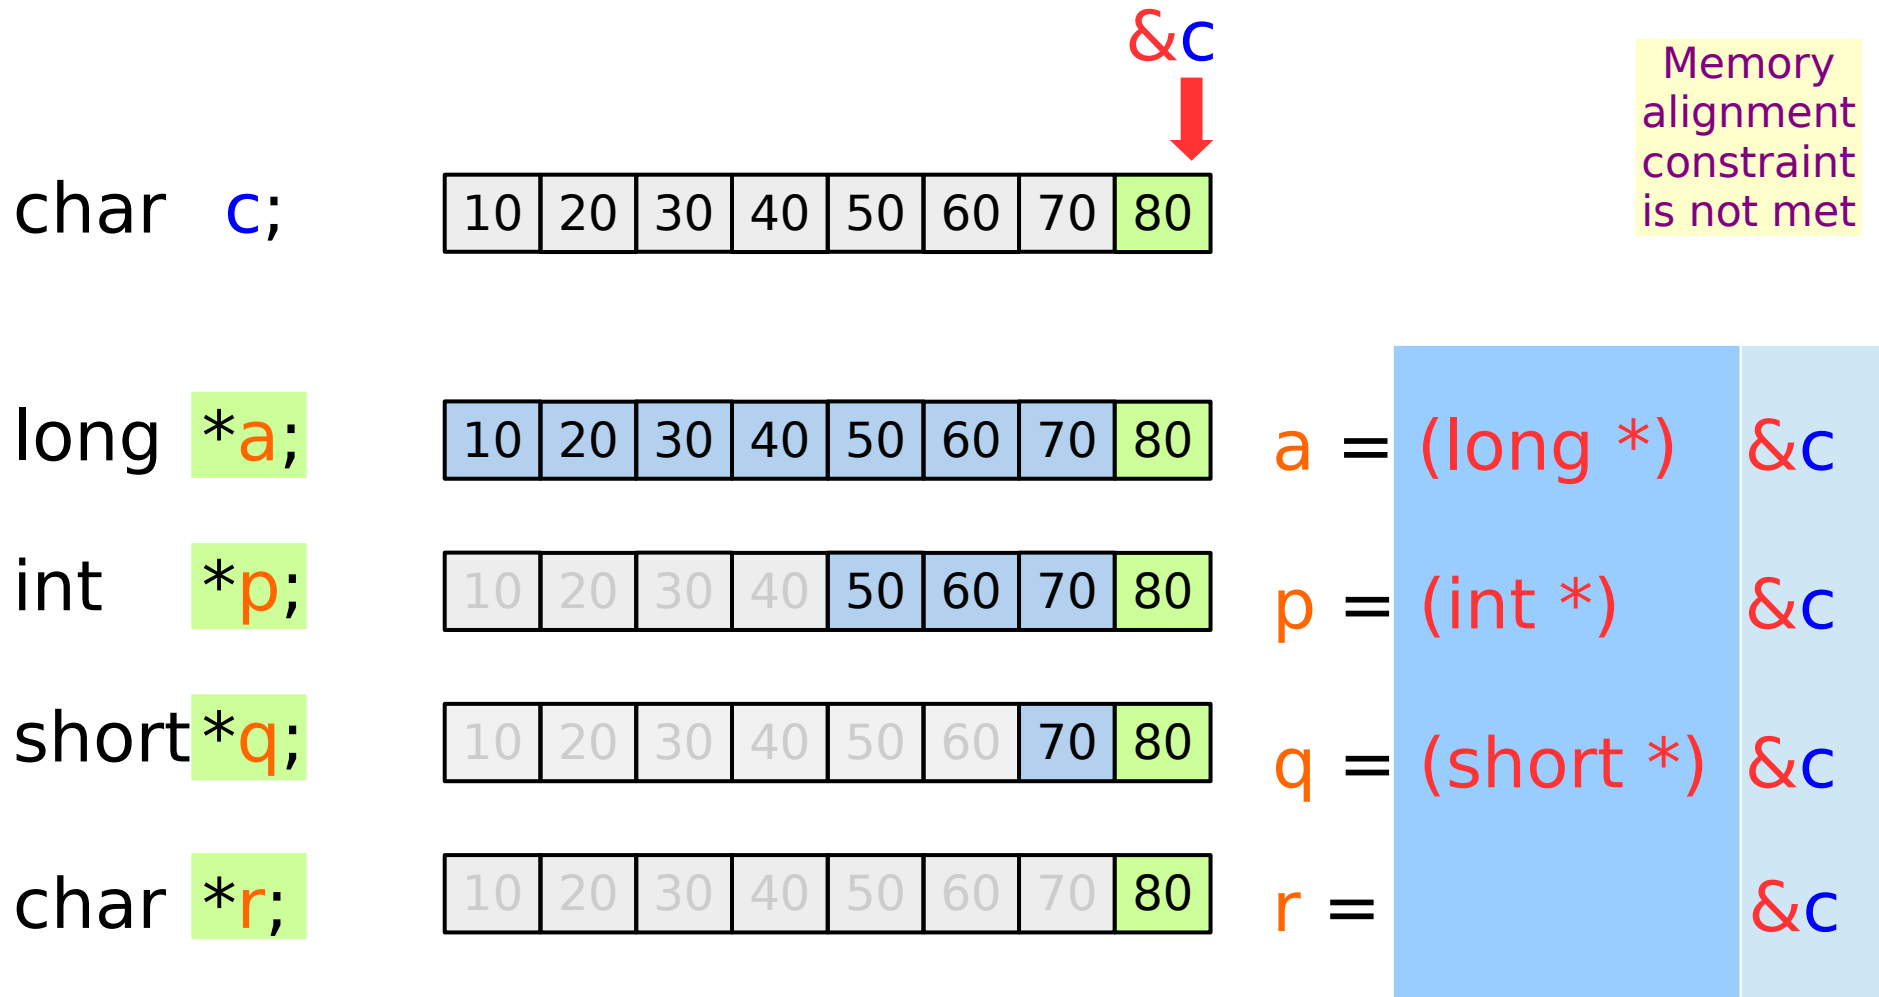 &c
Memory
alignment
constraint
is not met
char c; 10 20 30 40 50 60 70 80
long *a; 10 20 30 40 50 60 70 80 a = (long *) &c
int *p; 10 20 30 40 50 60 70 80 p = (int *) &c
short *q; 10 20 30 40 50 60 70 80 q = (short *) &c
char *r; 10 20 30 40 50 60 70 80 r = &c